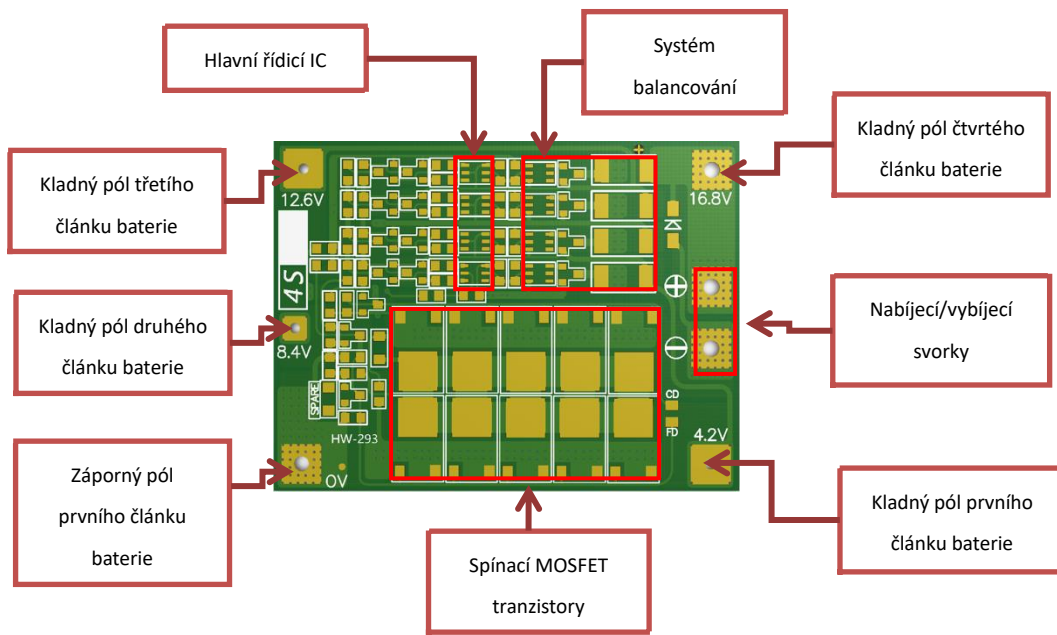 Hlavní řídicí IC
Systém
balancování
Kladný pól třetího
článku baterie
Kladný pól čtvrtého
článku baterie
12.6V
16.8V
4S
Kladný pól druhého
článku baterie
8.4V
Nabíjecí/vybíjecí
svorky
SPARE
HW-293
CD
FD
4.2V
0V
Záporný pól
prvního článku
baterie
Kladný pól prvního
článku baterie
Spínací MOSFET
tranzistory